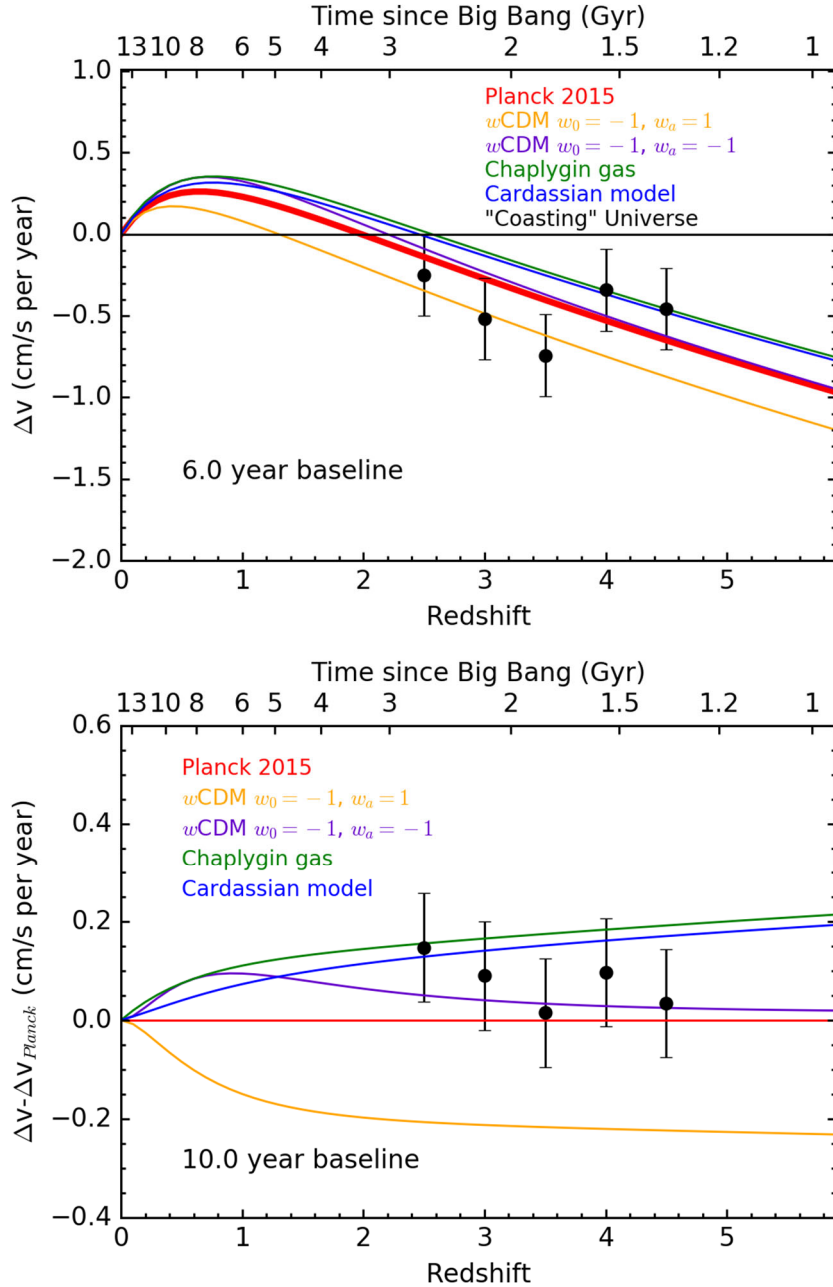 Time since Big Bang (Gyr)
13 10 8 6 5 4 3 2 1.5 1.2 1
1.0
0.5
0.0
−0.5
−1.0
−1.5
−2.0
Δv (cm/s per year)
Planck 2015
wCDM w₀ = −1, wₐ = 1
wCDM w₀ = −1, wₐ = −1
Chaplygin gas
Cardassian model
"Coasting" Universe
6.0 year baseline
0 1 2 3 4 5
Redshift
Time since Big Bang (Gyr)
13 10 8 6 5 4 3 2 1.5 1.2 1
0.6
0.4
0.2
0.0
−0.2
−0.4
Δv-Δv_Planck (cm/s per year)
Planck 2015
wCDM w₀ = −1, wₐ = 1
wCDM w₀ = −1, wₐ = −1
Chaplygin gas
Cardassian model
10.0 year baseline
0 1 2 3 4 5
Redshift